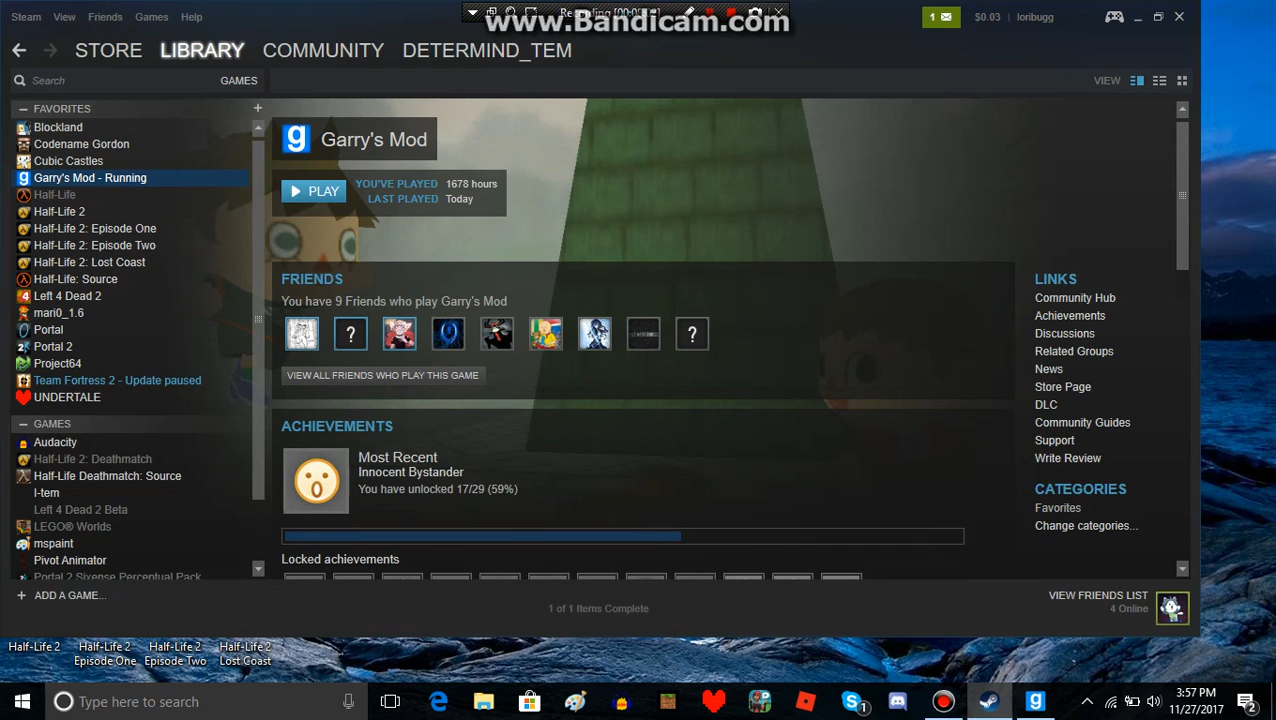 Steam View Friends Games Help
www.Bandicam.com
1 $0.03 loribugg
STORE LIBRARY COMMUNITY DETERMIND_TEM
Search GAMES VIEW
FAVORITES
Blockland
Codename Gordon
Cubic Castles
Garry's Mod - Running
Half-Life
Half-Life 2
Half-Life 2: Episode One
Half-Life 2: Episode Two
Half-Life 2: Lost Coast
Half-Life: Source
Left 4 Dead 2
mari0_1.6
Portal
Portal 2
Project64
Team Fortress 2 - Update paused
UNDERTALE
GAMES
Audacity
Half-Life 2: Deathmatch
Half-Life Deathmatch: Source
I-tem
Left 4 Dead 2 Beta
LEGO® Worlds
mspaint
Pivot Animator
Portal 2 Sixense Perceptual Pack
ADD A GAME...
g Garry's Mod
PLAY
YOU'VE PLAYED 1678 hours
LAST PLAYED Today
FRIENDS
You have 9 Friends who play Garry's Mod
? ?
VIEW ALL FRIENDS WHO PLAY THIS GAME
ACHIEVEMENTS
Most Recent
Innocent Bystander
You have unlocked 17/29 (59%)
Locked achievements
LINKS
Community Hub
Achievements
Discussions
Related Groups
News
Store Page
DLC
Community Guides
Support
Write Review
CATEGORIES
Favorites
Change categories...
1 of 1 Items Complete
VIEW FRIENDS LIST
4 Online
Half-Life 2
Half-Life 2
Episode One
Half-Life 2
Episode Two
Half-Life 2
Lost Coast
Type here to search
3:57 PM
11/27/2017